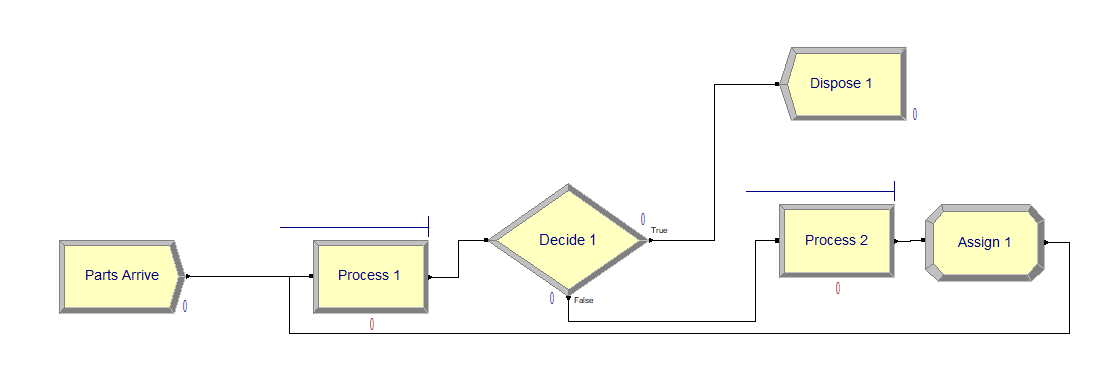 Dispose 1
0
Parts Arrive
0
Process 1
0
Decide 1
0
True
0
False
Process 2
0
Assign 1